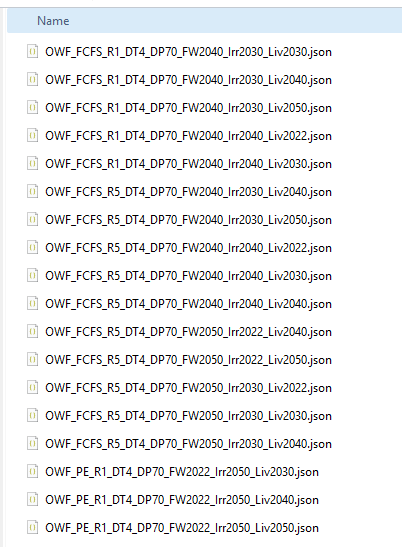 Name
OWF_FCFS_R1_DT4_DP70_FW2040_Irr2030_Liv2030.json
OWF_FCFS_R1_DT4_DP70_FW2040_Irr2030_Liv2040.json
OWF_FCFS_R1_DT4_DP70_FW2040_Irr2030_Liv2050.json
OWF_FCFS_R1_DT4_DP70_FW2040_Irr2040_Liv2022.json
OWF_FCFS_R1_DT4_DP70_FW2040_Irr2040_Liv2030.json
OWF_FCFS_R5_DT4_DP70_FW2040_Irr2030_Liv2040.json
OWF_FCFS_R5_DT4_DP70_FW2040_Irr2030_Liv2050.json
OWF_FCFS_R5_DT4_DP70_FW2040_Irr2040_Liv2022.json
OWF_FCFS_R5_DT4_DP70_FW2040_Irr2040_Liv2030.json
OWF_FCFS_R5_DT4_DP70_FW2040_Irr2040_Liv2040.json
OWF_FCFS_R5_DT4_DP70_FW2050_Irr2022_Liv2040.json
OWF_FCFS_R5_DT4_DP70_FW2050_Irr2022_Liv2050.json
OWF_FCFS_R5_DT4_DP70_FW2050_Irr2030_Liv2022.json
OWF_FCFS_R5_DT4_DP70_FW2050_Irr2030_Liv2030.json
OWF_FCFS_R5_DT4_DP70_FW2050_Irr2030_Liv2040.json
OWF_PE_R1_DT4_DP70_FW2022_Irr2050_Liv2030.json
OWF_PE_R1_DT4_DP70_FW2022_Irr2050_Liv2040.json
OWF_PE_R1_DT4_DP70_FW2022_Irr2050_Liv2050.json